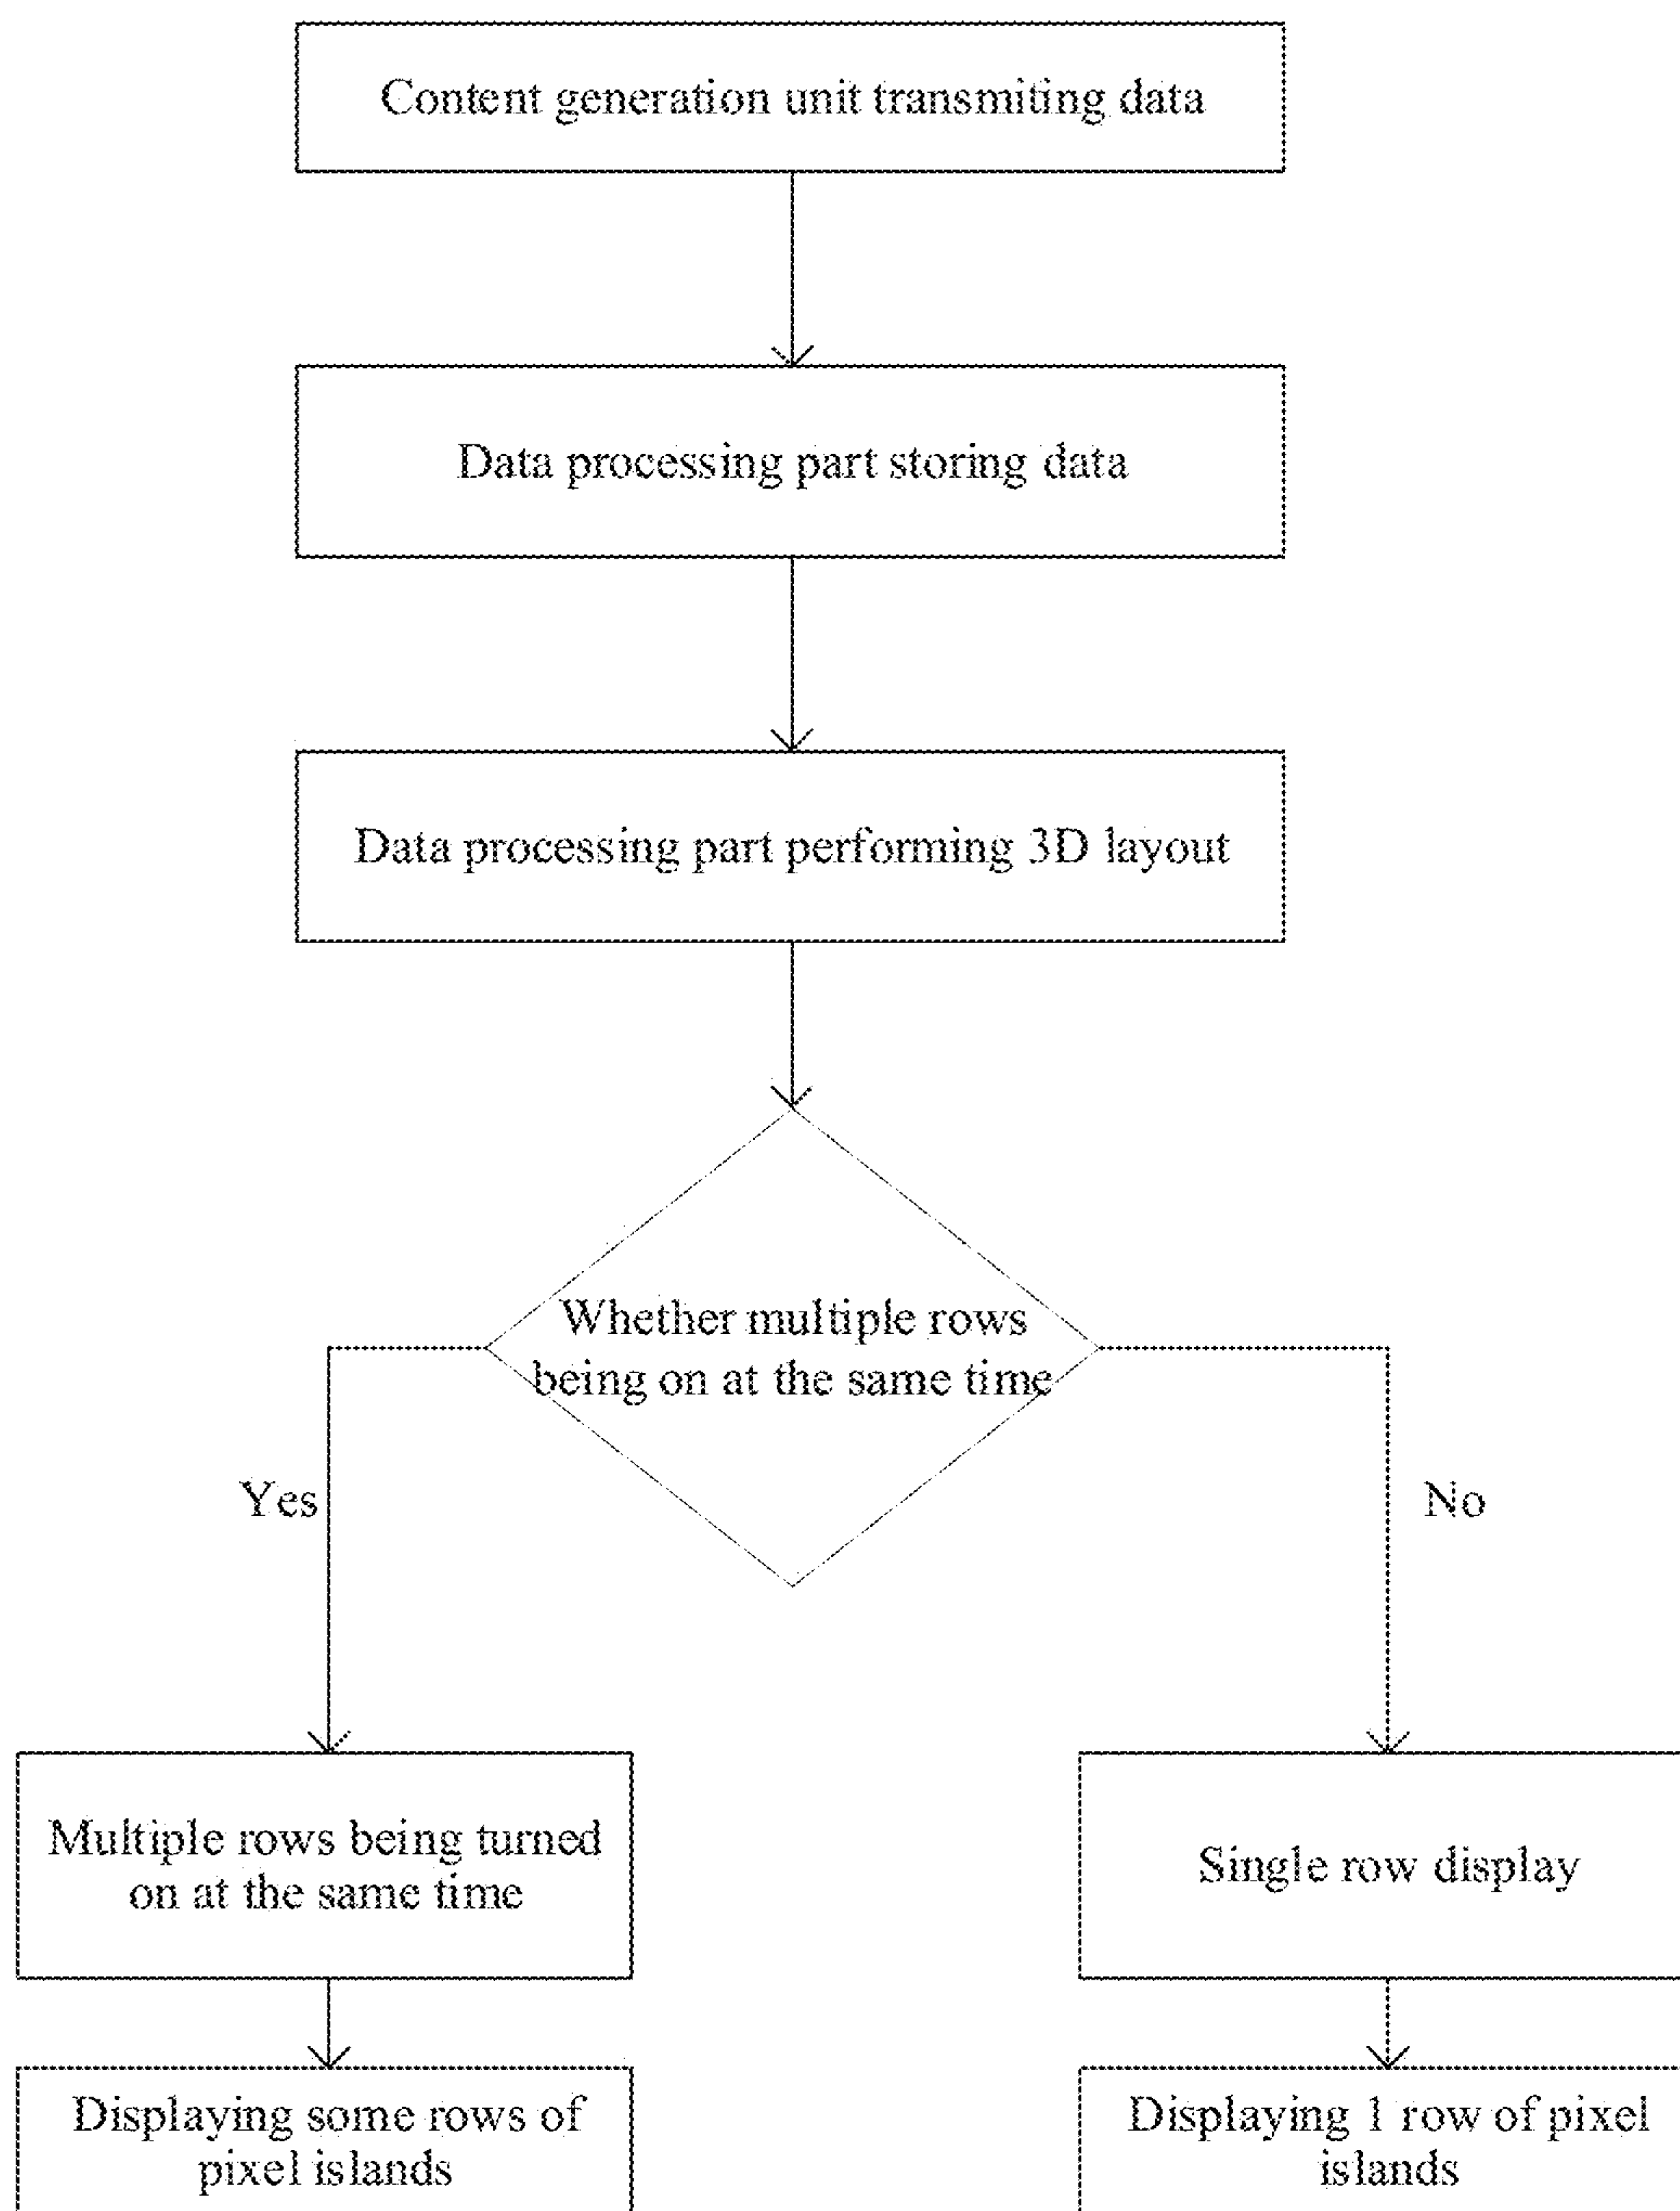 Content generation unit transmiting data
Data processing part storing data
Data processing part performing 3D layout
Whether multiple rows
being on at the same time
Yes
No
Multiple rows being turned
on at the same time
Single row display
Displaying some rows of
pixel islands
Displaying 1 row of pixel
islands